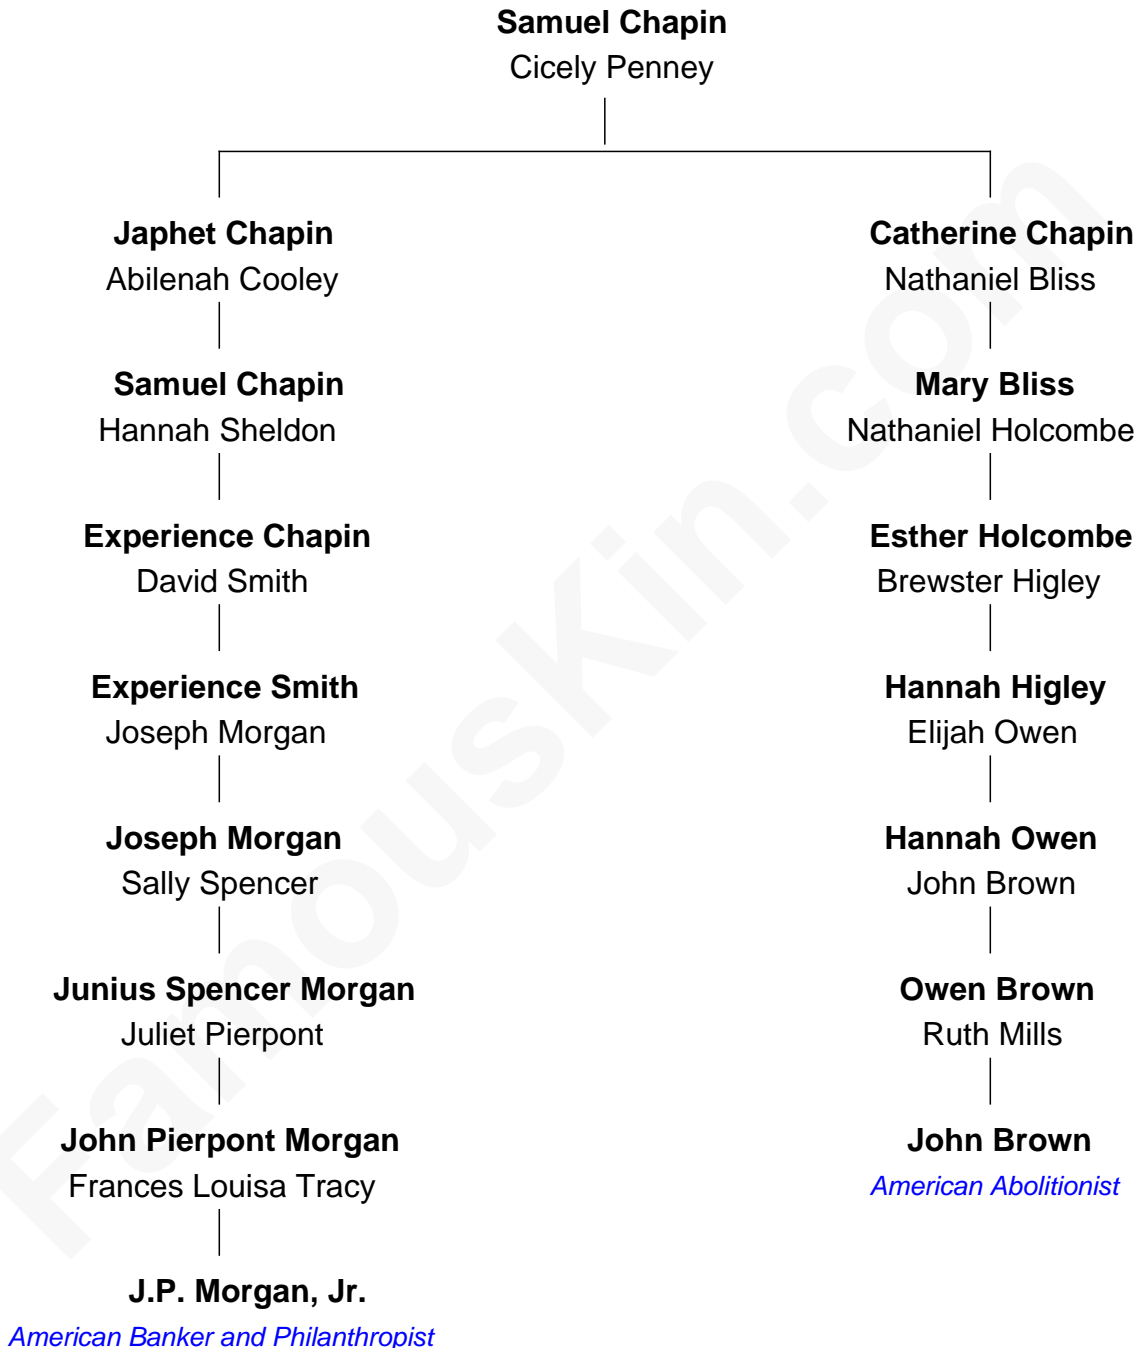 Samuel Chapin
Cicely Penney
Japhet Chapin
Abilenah Cooley
Catherine Chapin
Nathaniel Bliss
Samuel Chapin
Hannah Sheldon
Mary Bliss
Nathaniel Holcombe
Experience Chapin
David Smith
Esther Holcombe
Brewster Higley
Experience Smith
Joseph Morgan
Hannah Higley
Elijah Owen
Joseph Morgan
Sally Spencer
Hannah Owen
John Brown
Junius Spencer Morgan
Juliet Pierpont
Owen Brown
Ruth Mills
John Pierpont Morgan
Frances Louisa Tracy
John Brown
American Abolitionist
J.P. Morgan, Jr.
American Banker and Philanthropist
FamousKin.com